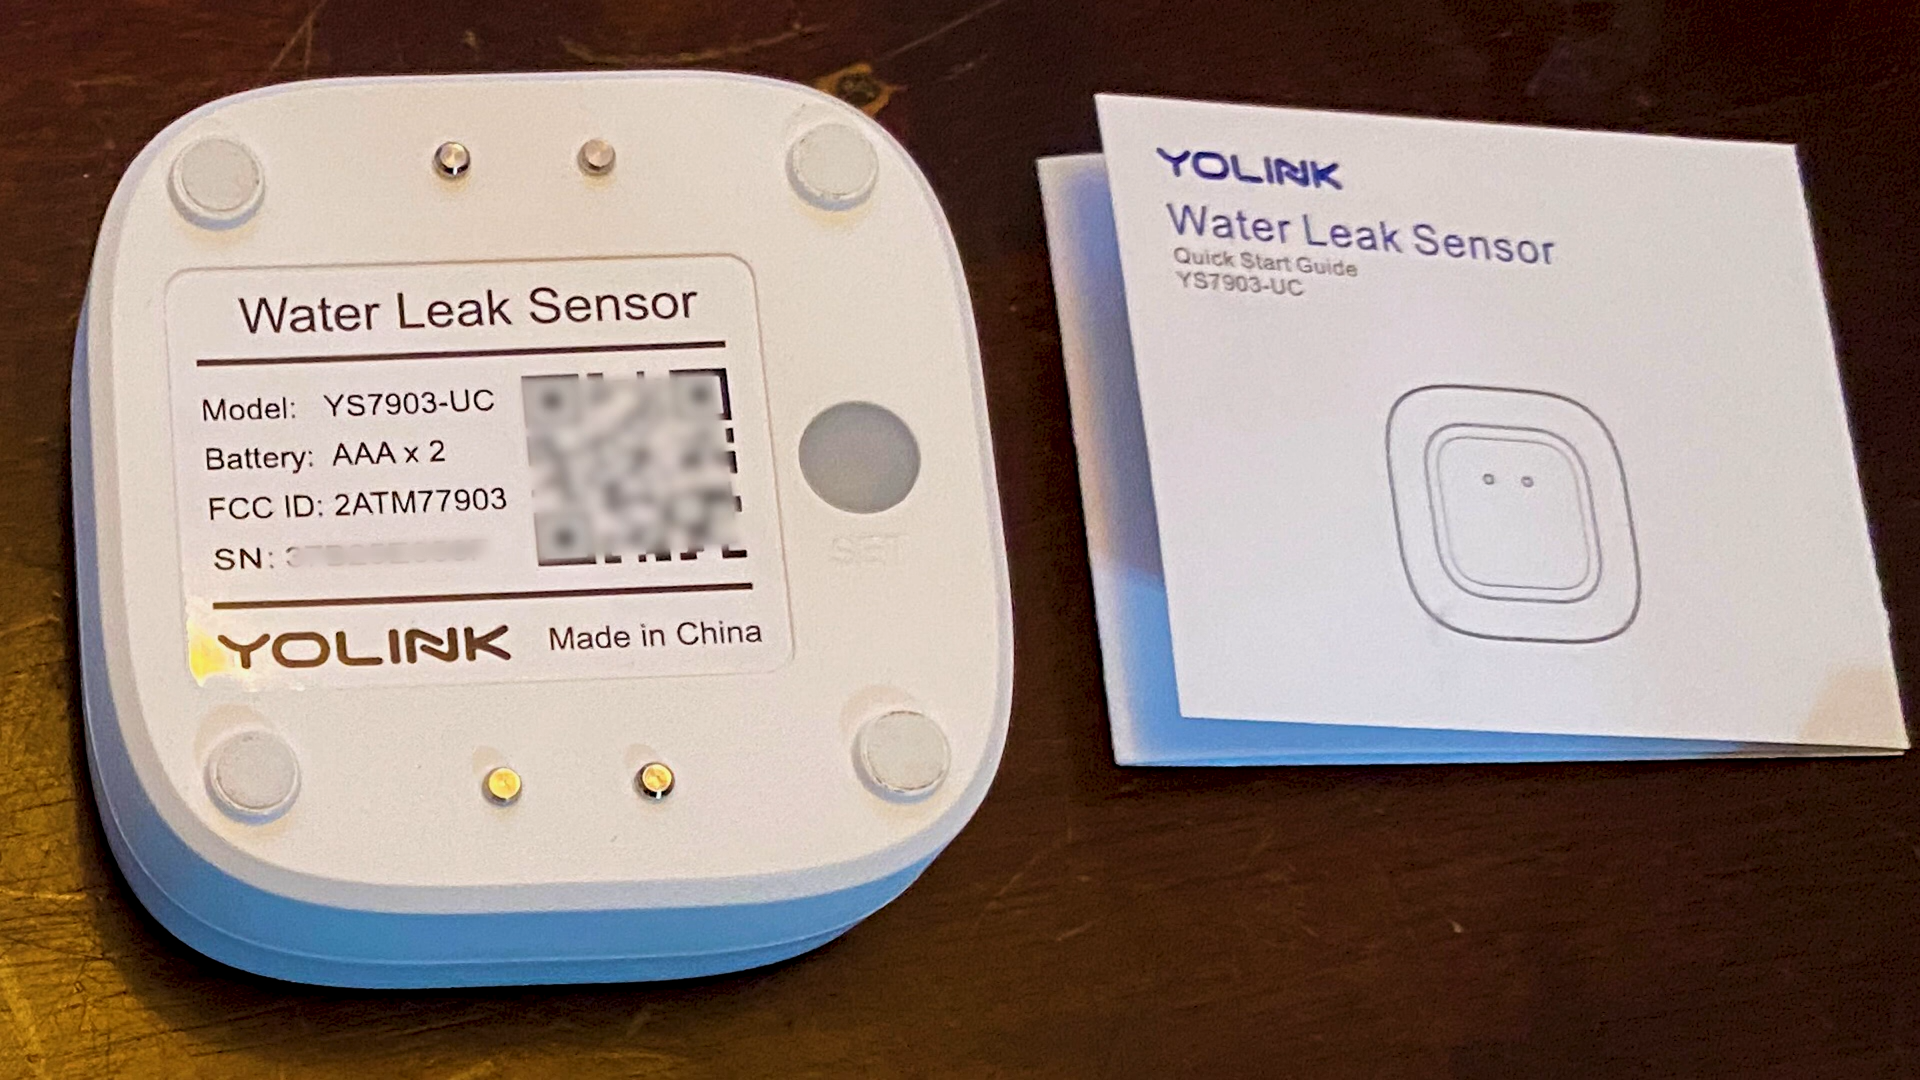 Water Leak Sensor
Model: YS7903-UC
Battery: AAA x 2
FCC ID: 2ATM77903
SN:
YOLINK Made in China
SET
YOLINK
Water Leak Sensor
Quick Start Guide
YS7903-UC